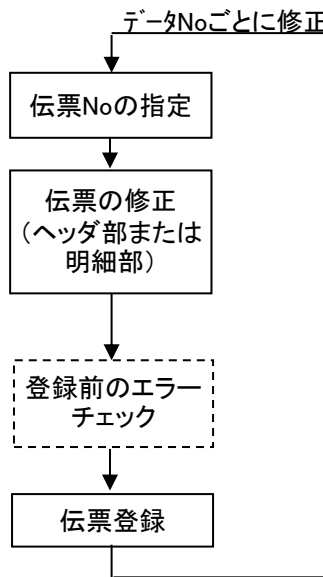 ﾃﾞｰﾀNoごとに修正
伝票Noの指定
伝票の修正
（ヘッダ部または
明細部）
登録前のエラー
チェック
伝票登録